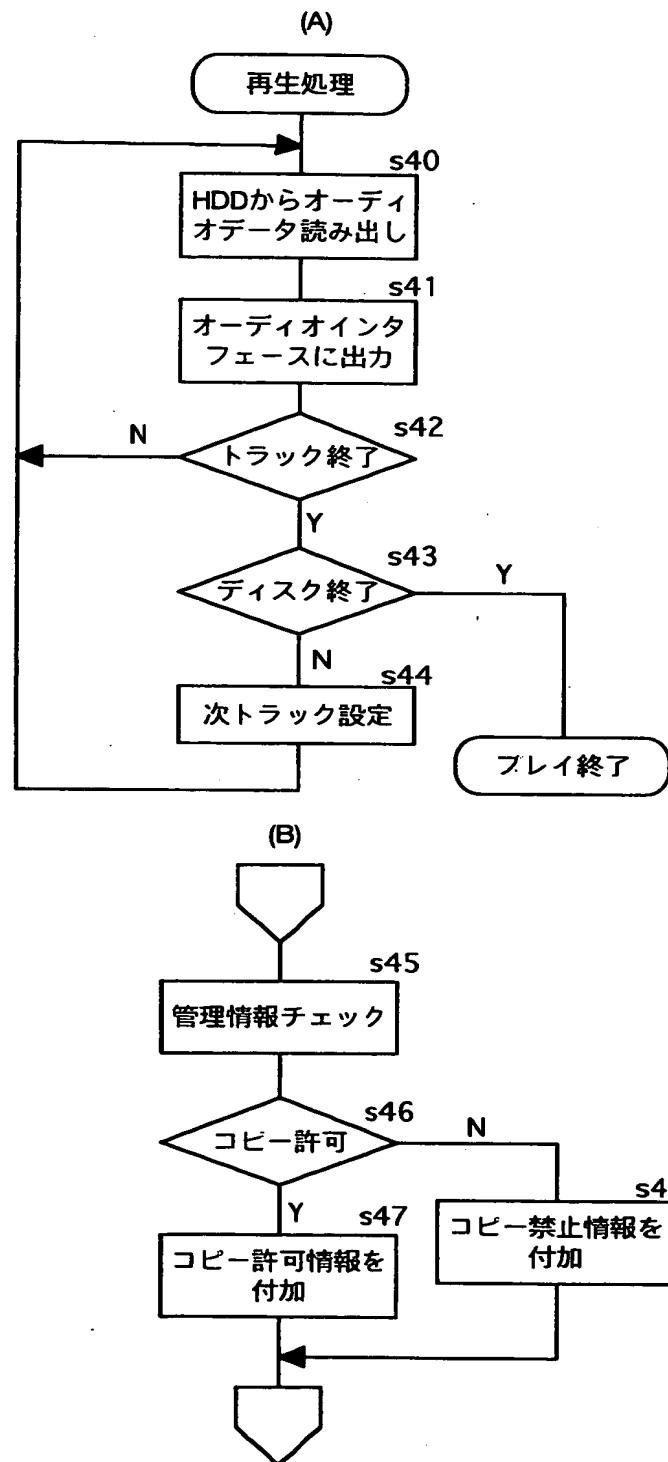 (A)
再生処理
s40
HDDからオーディ
オデータ読み出し
s41
オーディオインタ
フェースに出力
N
s42
トラック終了
Y
s43
ディスク終了
Y
N
s44
次トラック設定
プレイ終了
(B)
s45
管理情報チェック
s46
コピー許可
N
Y
s47
s4
コピー許可情報を
付加
コピー禁止情報を
付加